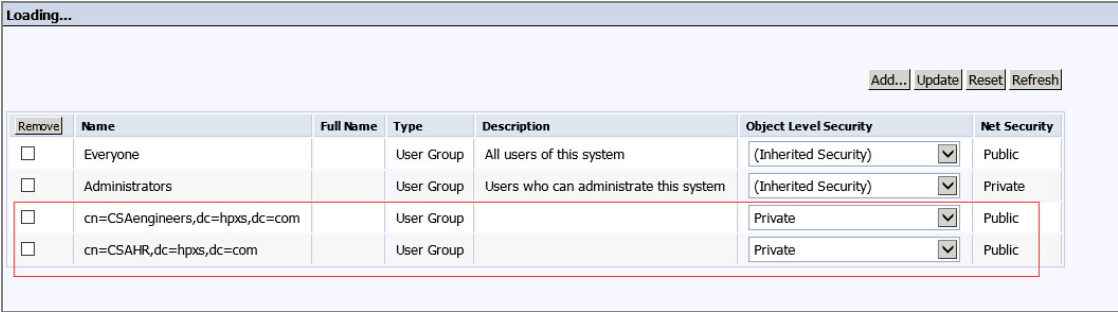 Loading...
Add... Update Reset Refresh
Remove Name Full Name Type Description Object Level Security Net Security
Everyone User Group All users of this system (Inherited Security) Public
Administrators User Group Users who can administrate this system (Inherited Security) Private
cn=CSAengineers,dc=hpxs,dc=com User Group Private Public
cn=CSAHR,dc=hpxs,dc=com User Group Private Public